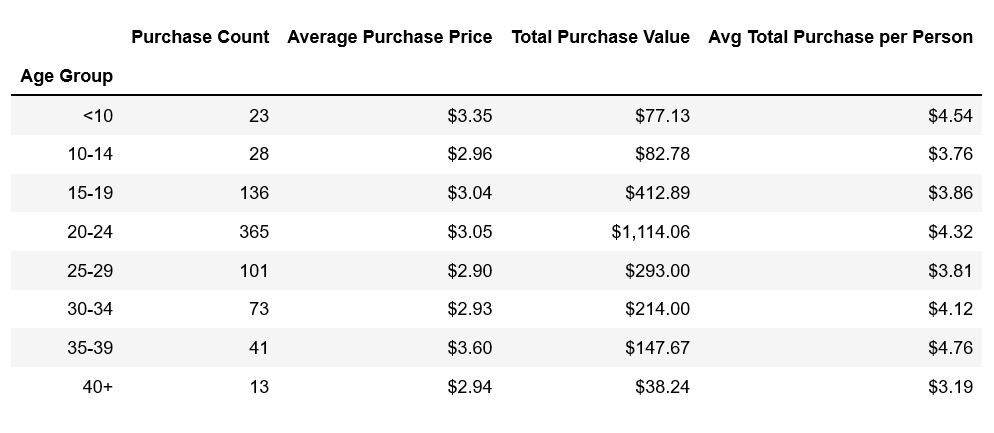 Purchase Count Average Purchase Price Total Purchase Value Avg Total Purchase per Person
Age Group
<10 23 $3.35 $77.13 $4.54
10-14 28 $2.96 $82.78 $3.76
15-19 136 $3.04 $412.89 $3.86
20-24 365 $3.05 $1,114.06 $4.32
25-29 101 $2.90 $293.00 $3.81
30-34 73 $2.93 $214.00 $4.12
35-39 41 $3.60 $147.67 $4.76
40+ 13 $2.94 $38.24 $3.19